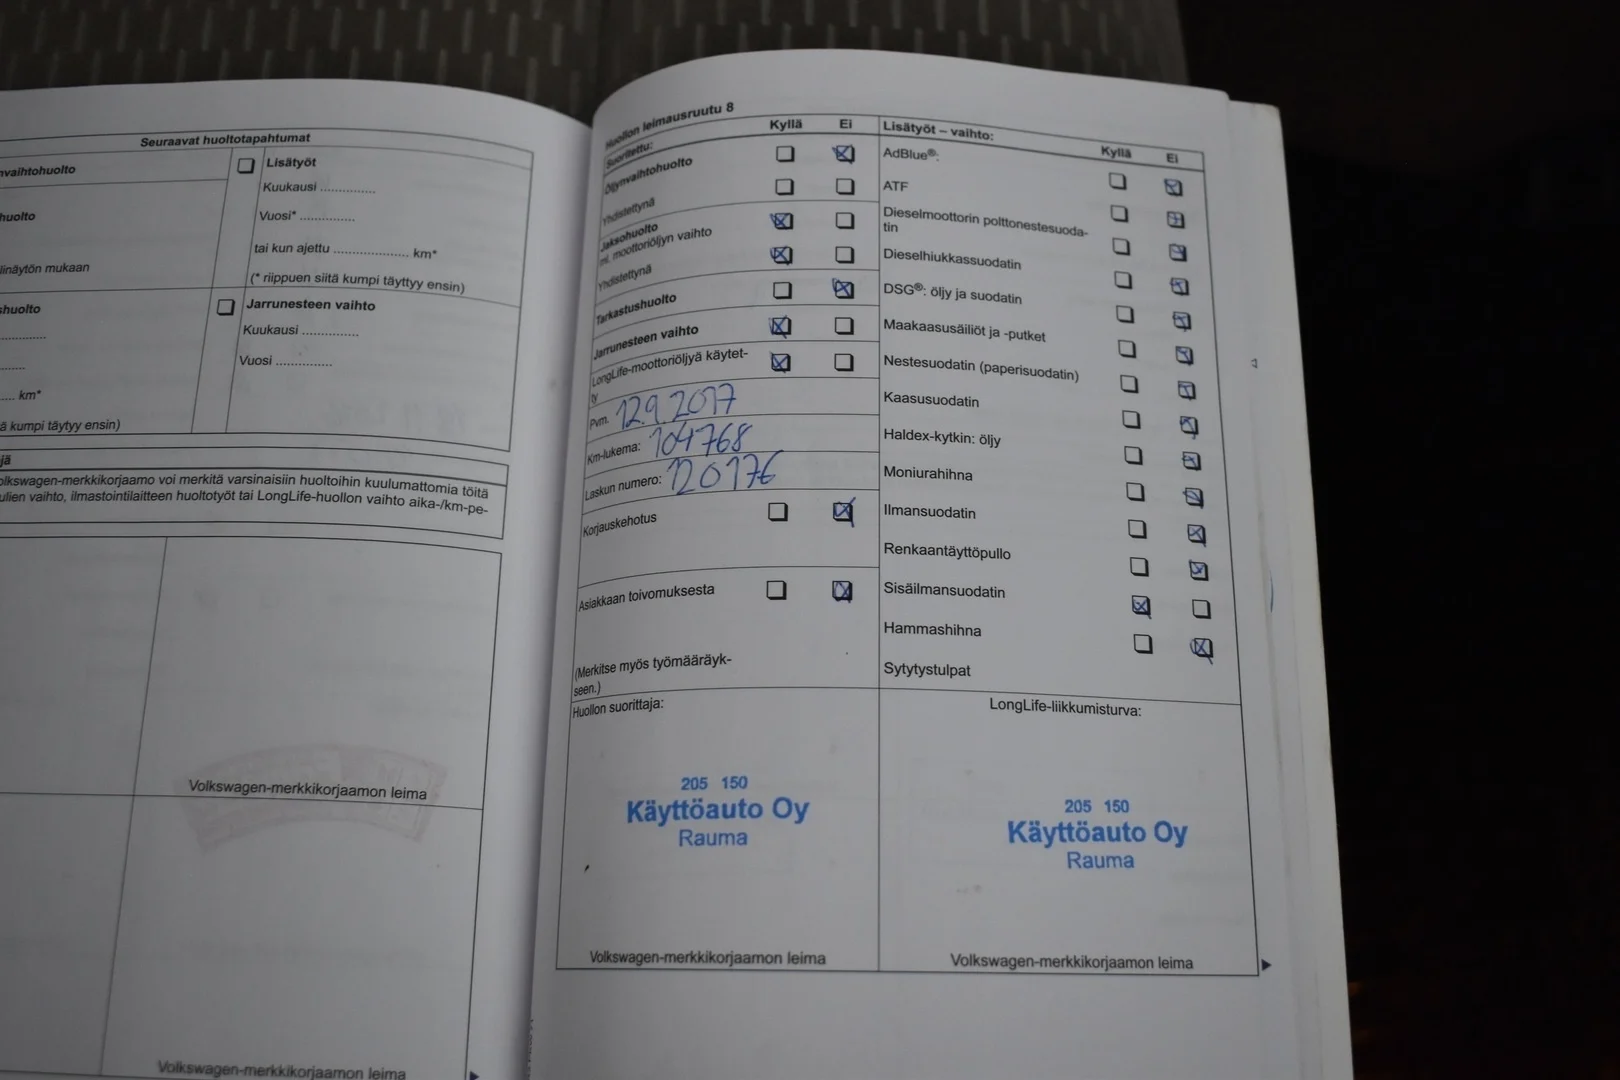 Seuraavat huoltotapahtumat
nvaihtohuolto
Lisätyöt
Kuukausi ..............
huolto
Vuosi* ..............
tai kun ajettu ................... km*
linäytön mukaan
(* riippuen siitä kumpi täyttyy ensin)
shuolto
Jarrunesteen vaihto
Kuukausi ..............
Vuosi ..............
.... km*
ä kumpi täytyy ensin)
jä
olkswagen-merkkikorjaamo voi merkitä varsinaisiin huoltoihin kuulumattomia töitä
ulien vaihto, ilmastointilaitteen huoltotyöt tai LongLife-huollon vaihto aika-/km-pe-
Volkswagen-merkkikorjaamon leima
Volkswagen-merkkikorjaamon leima
Huollon leimausruutu 8
Suoritettu:
Kyllä Ei
Öljynvaihtohuolto
Yhdistettynä
Jaksohuolto
ml. moottoriöljyn vaihto
Yhdistettynä
Tarkastushuolto
Jarrunesteen vaihto
LongLife-moottoriöljyä käytet-
ty
Pvm. 12.9.2017
Km-lukema: 104768
Laskun numero: 120176
Korjauskehotus
Asiakkaan toivomuksesta
(Merkitse myös työmääräyk-
seen.)
Lisätyöt – vaihto:
Kyllä Ei
AdBlue®:
ATF
Dieselmoottorin polttonestesuoda-
tin
Dieselhiukkassuodatin
DSG®: öljy ja suodatin
Maakaasusäiliöt ja -putket
Nestesuodatin (paperisuodatin)
Kaasusuodatin
Haldex-kytkin: öljy
Moniurahihna
Ilmansuodatin
Renkaantäyttöpullo
Sisäilmansuodatin
Hammashihna
Sytytystulpat
Huollon suorittaja:
205 150
Käyttöauto Oy
Rauma
Volkswagen-merkkikorjaamon leima
LongLife-liikkumisturva:
205 150
Käyttöauto Oy
Rauma
Volkswagen-merkkikorjaamon leima